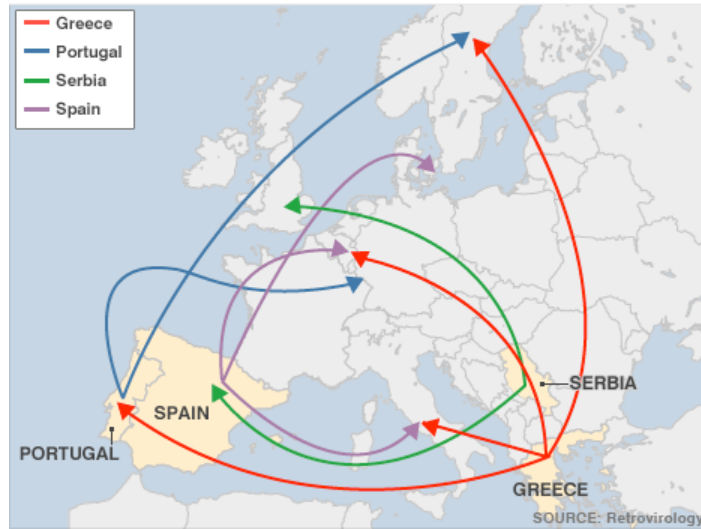 Greece
Portugal
Serbia
Spain
SERBIA
SPAIN
PORTUGAL
GREECE
SOURCE: Retrovirology